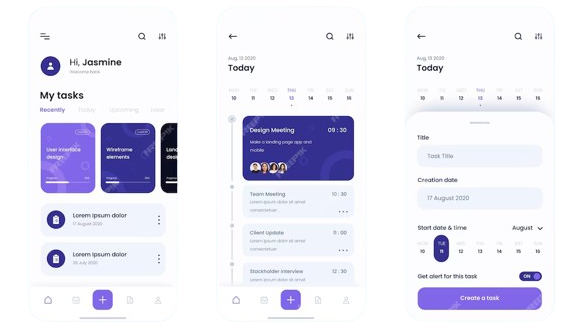 Hi, Jasmine
Welcome back
My tasks
Recently Today Upcoming Later
User interface
design
Wireframe
elements
Land
design
Progress
Progress
Lorem ipsum dolor
17 August 2020
Lorem ipsum dolor
26 July 2020
Aug, 13 2020
Today
MON TUE WED THU FRI SAT SUN
10 11 12 13 14 15 16
Design Meeting 09 : 30
Make a landing page app and
mobile
Team Meeting 10 : 30
Lorem ipsum dolor sit amet
consectetuer
Client Update 11 : 00
Lorem ipsum dolor sit amet
consectetuer
Stackholder interview 12 : 30
Lorem ipsum dolor sit amet
Aug, 13 2020
Today
MON TUE WED THU FRI SAT SUN
10 11 12 13 14 15 16
Title
Task Title
Creation date
17 August 2020
Start date & time August
MON TUE WED THU FRI SAT SUN
10 11 12 13 14 15 16
Get alert for this task ON
Create a task